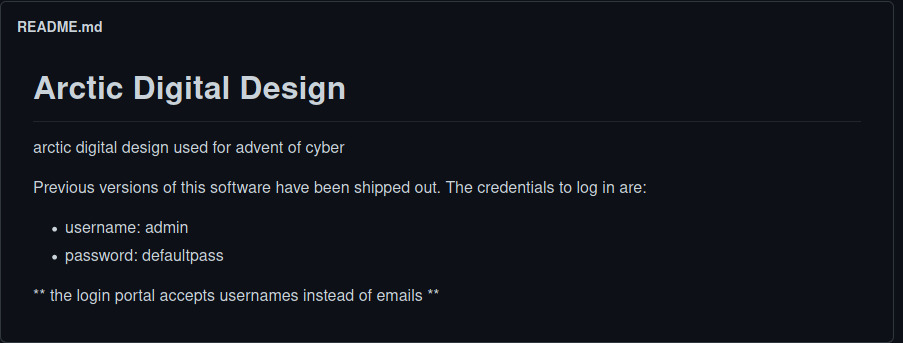 README.md
Arctic Digital Design
arctic digital design used for advent of cyber
Previous versions of this software have been shipped out. The credentials to log in are:
• username: admin
• password: defaultpass
** the login portal accepts usernames instead of emails **